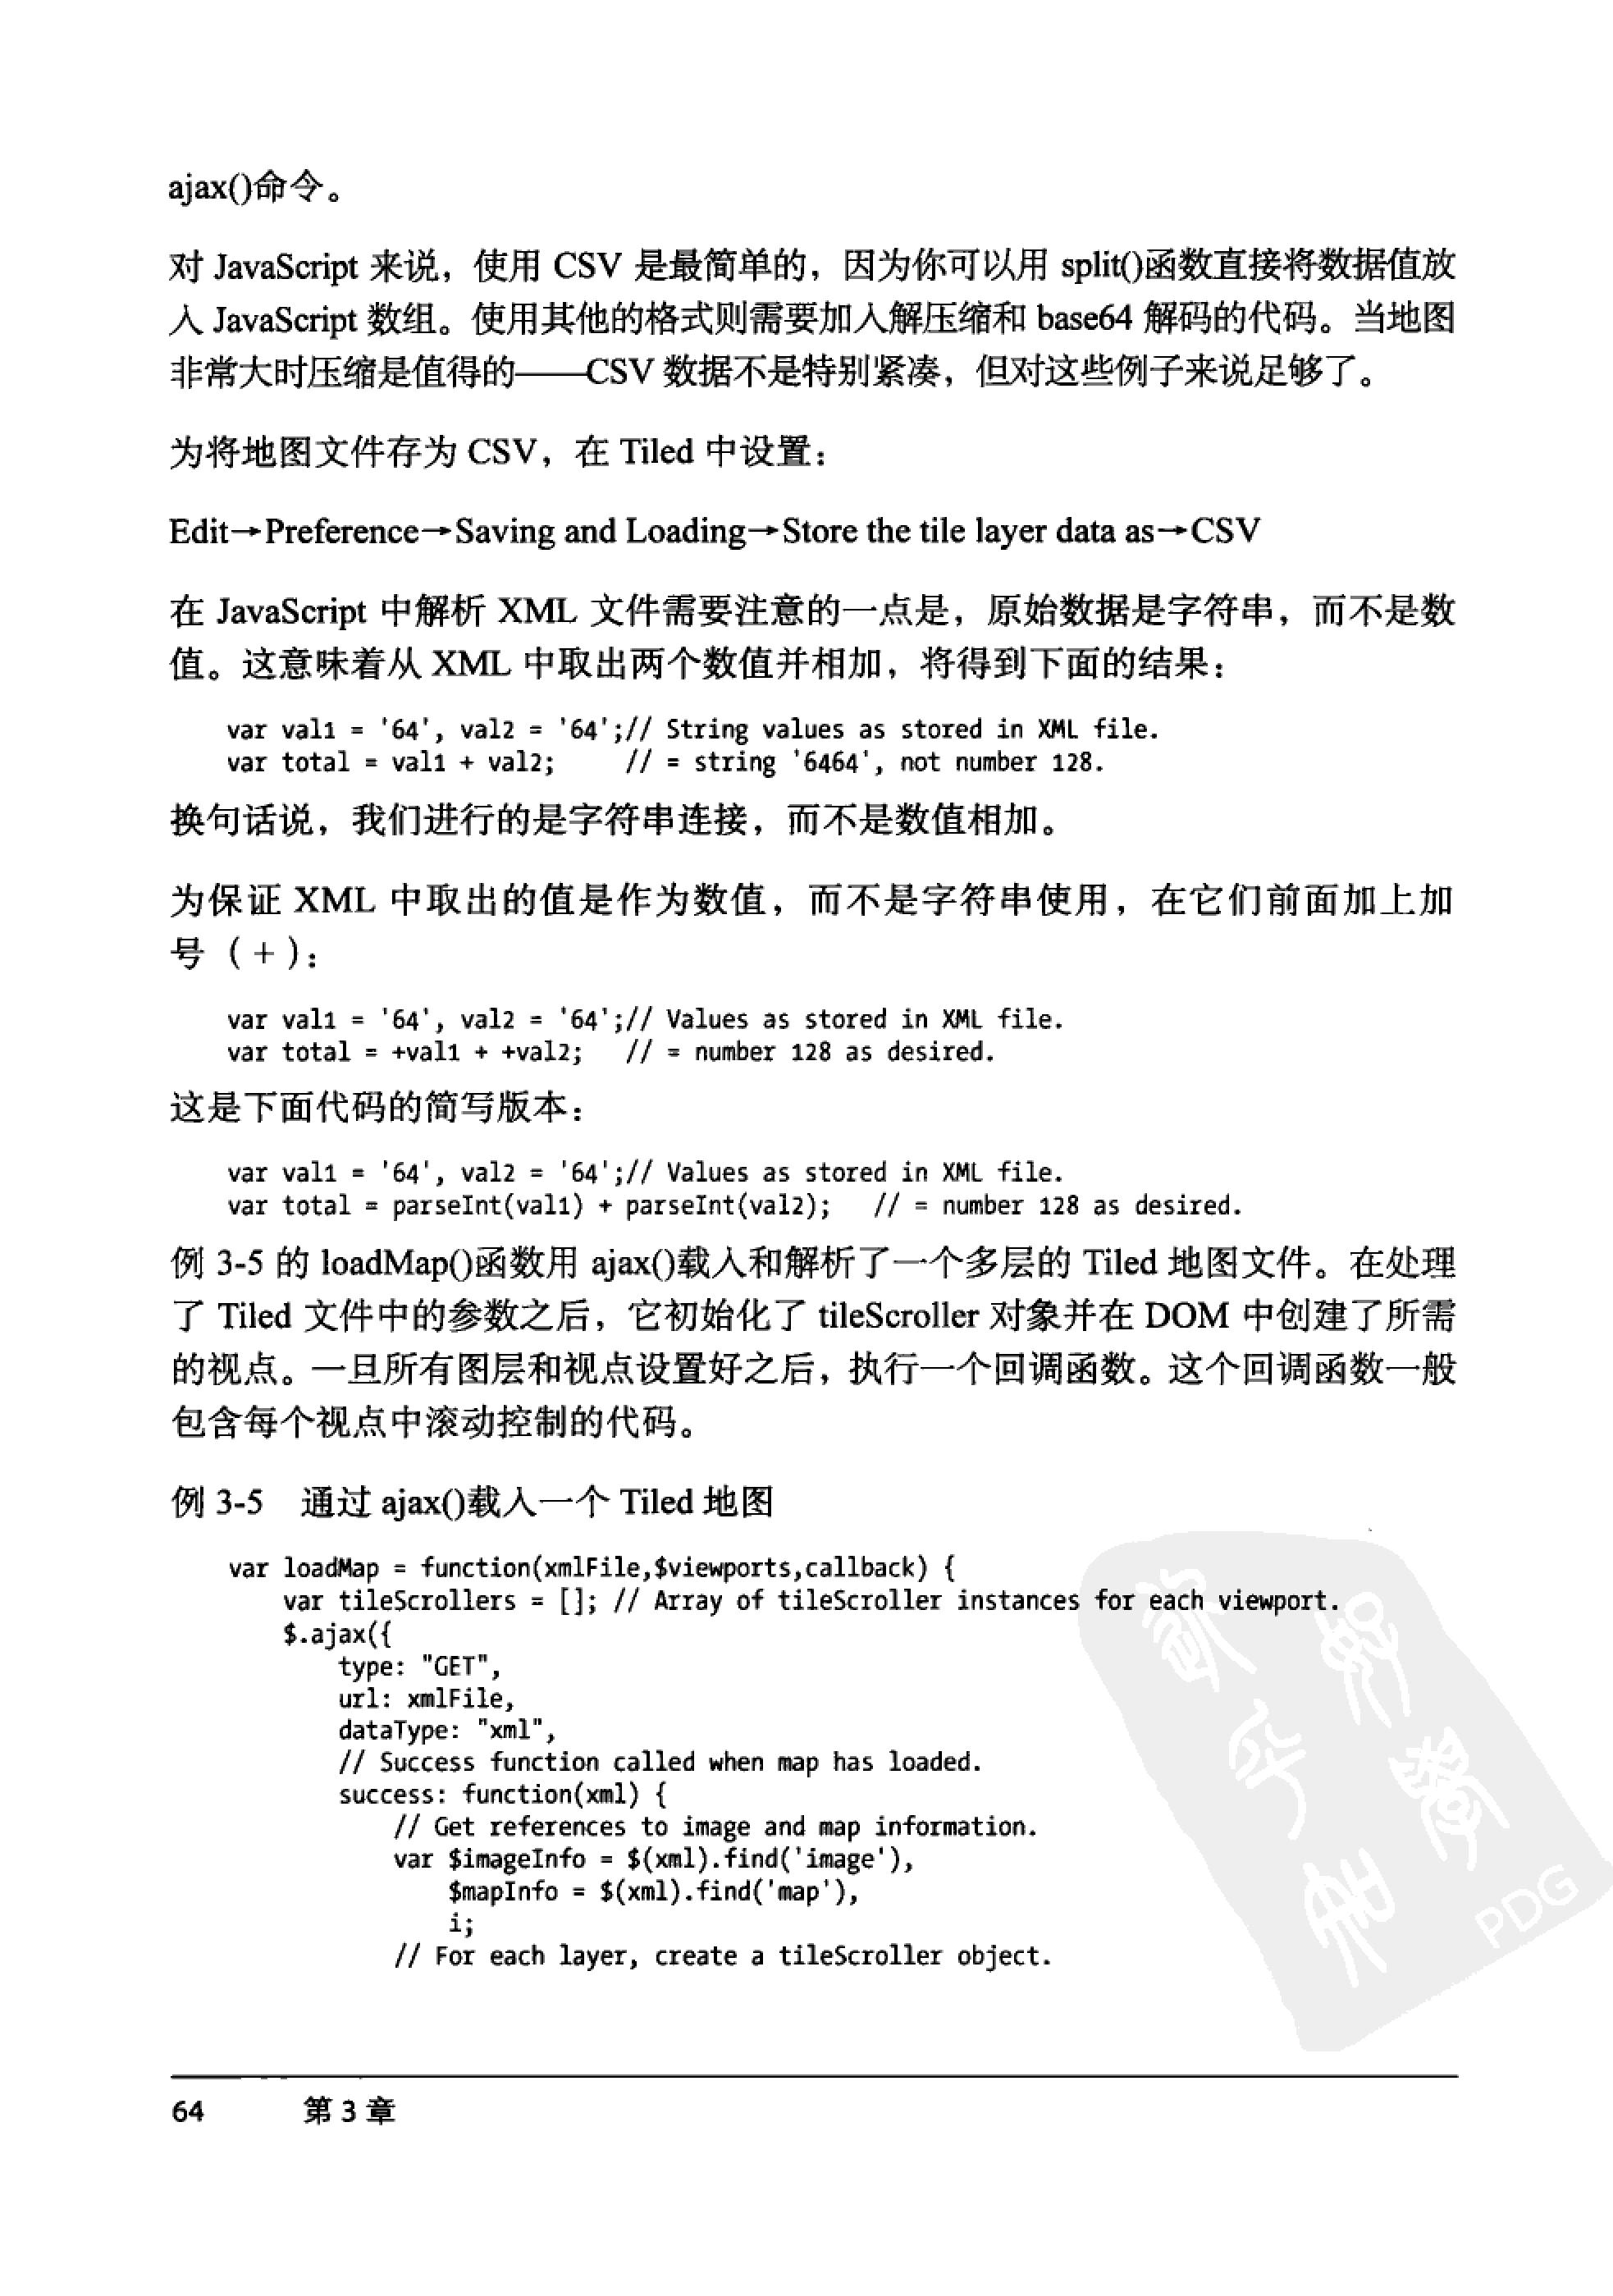 ajax()命令。
对 JavaScript 来说，使用 CSV 是最简单的，因为你可以用 split()函数直接将数据值放
入 JavaScript 数组。使用其他的格式则需要加入解压缩和 base64 解码的代码。当地图
非常大时压缩是值得的——CSV 数据不是特别紧凑，但对这些例子来说足够了。
为将地图文件存为 CSV，在 Tiled 中设置：
Edit→Preference→Saving and Loading→Store the tile layer data as→CSV
在 JavaScript 中解析 XML 文件需要注意的一点是，原始数据是字符串，而不是数
值。这意味着从 XML 中取出两个数值并相加，将得到下面的结果：
var val1 = '64', val2 = '64';// String values as stored in XML file.
var total = val1 + val2;     // = string '6464', not number 128.
换句话说，我们进行的是字符串连接，而不是数值相加。
为保证 XML 中取出的值是作为数值，而不是字符串使用，在它们前面加上加
号（+）：
var val1 = '64', val2 = '64';// Values as stored in XML file.
var total = +val1 + +val2;   // = number 128 as desired.
这是下面代码的简写版本：
var val1 = '64', val2 = '64';// Values as stored in XML file.
var total = parseInt(val1) + parseInt(val2);   // = number 128 as desired.
例 3-5 的 loadMap()函数用 ajax()载入和解析了一个多层的 Tiled 地图文件。在处理
了 Tiled 文件中的参数之后，它初始化了 tileScroller 对象并在 DOM 中创建了所需
的视点。一旦所有图层和视点设置好之后，执行一个回调函数。这个回调函数一般
包含每个视点中滚动控制的代码。
例 3-5　通过 ajax()载入一个 Tiled 地图
var loadMap = function(xmlFile,$viewports,callback) {
    var tileScrollers = []; // Array of tileScroller instances for each viewport.
    $.ajax({
        type: "GET",
        url: xmlFile,
        dataType: "xml",
        // Success function called when map has loaded.
        success: function(xml) {
            // Get references to image and map information.
            var $imageInfo = $(xml).find('image'),
                $mapInfo = $(xml).find('map'),
                i;
            // For each layer, create a tileScroller object.
PDG
64　第 3 章